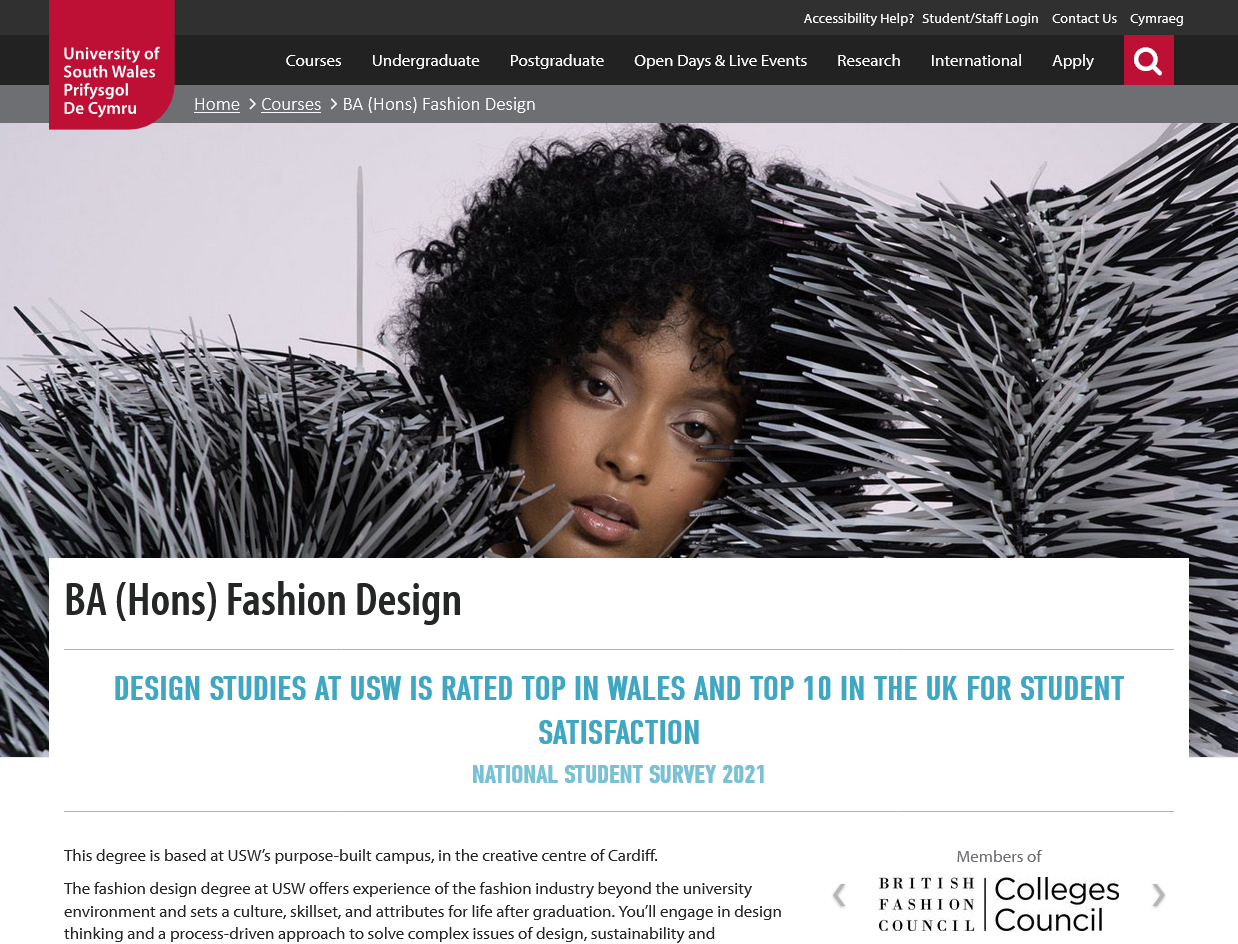 Accessibility Help? Student/Staff Login Contact Us Cymraeg
University of
South Wales
Prifysgol
De Cymru
Courses Undergraduate Postgraduate Open Days & Live Events Research International Apply
Home Courses BA (Hons) Fashion Design
BA (Hons) Fashion Design
DESIGN STUDIES AT USW IS RATED TOP IN WALES AND TOP 10 IN THE UK FOR STUDENT
SATISFACTION
NATIONAL STUDENT SURVEY 2021
This degree is based at USW’s purpose-built campus, in the creative centre of Cardiff.
The fashion design degree at USW offers experience of the fashion industry beyond the university
environment and sets a culture, skillset, and attributes for life after graduation. You’ll engage in design
thinking and a process-driven approach to solve complex issues of design, sustainability and
Members of
BRITISH
FASHION
COUNCIL
Colleges
Council